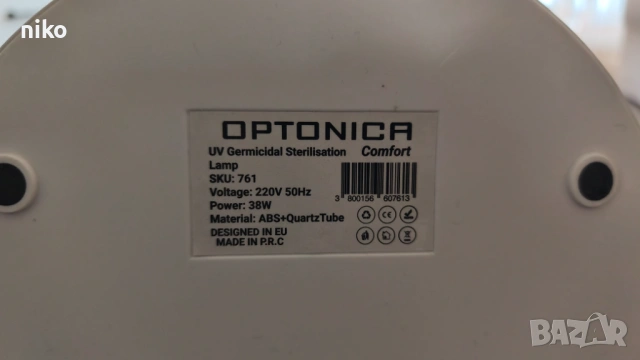 niko
OPTONICA
UV Germicidal Sterilisation Comfort
Lamp
SKU: 761
Voltage: 220V 50Hz
Power: 38W
3 800156 607613
Material: ABS+QuartzTube
DESIGNED IN EU
MADE IN P.R.C
BAZAR